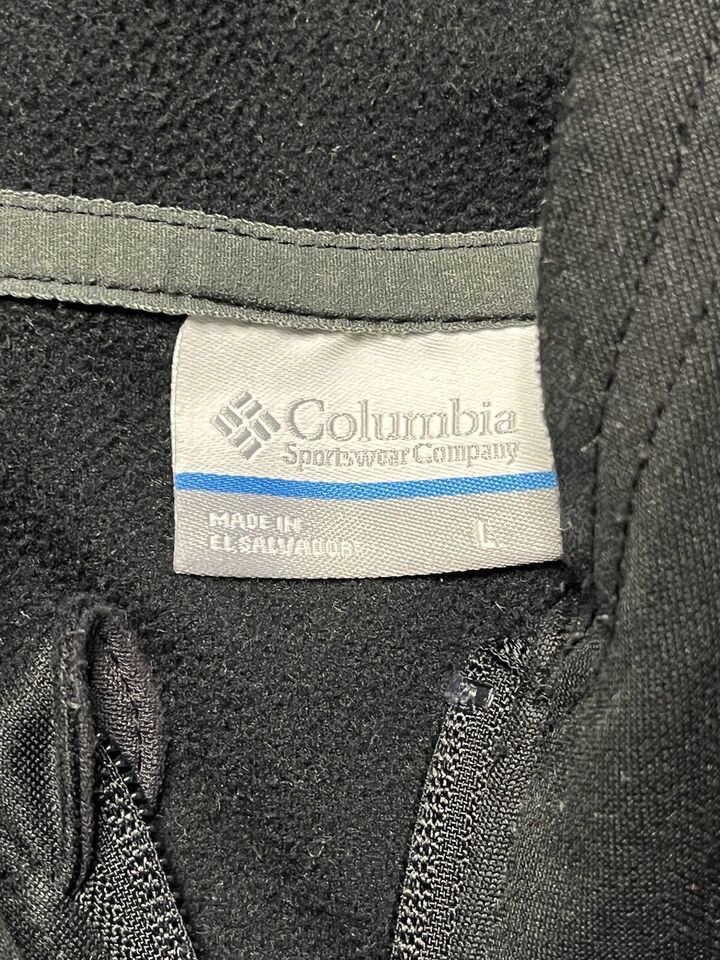 Columbia
Sportswear Company
MADE IN
EL SALVADOR
L